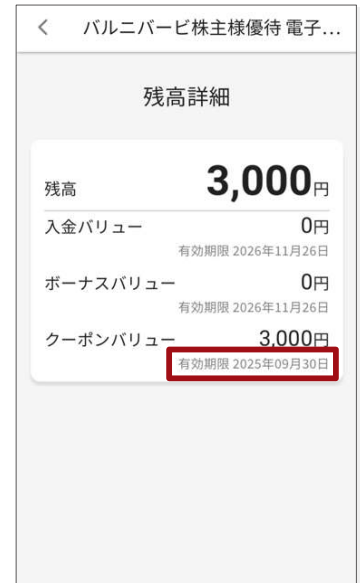 バルニバービ株主様優待 電子…
残高詳細
残高 3,000円
入金バリュー 0円
有効期限 2026年11月26日
ボーナスバリュー 0円
有効期限 2026年11月26日
クーポンバリュー 3,000円
有効期限 2025年09月30日